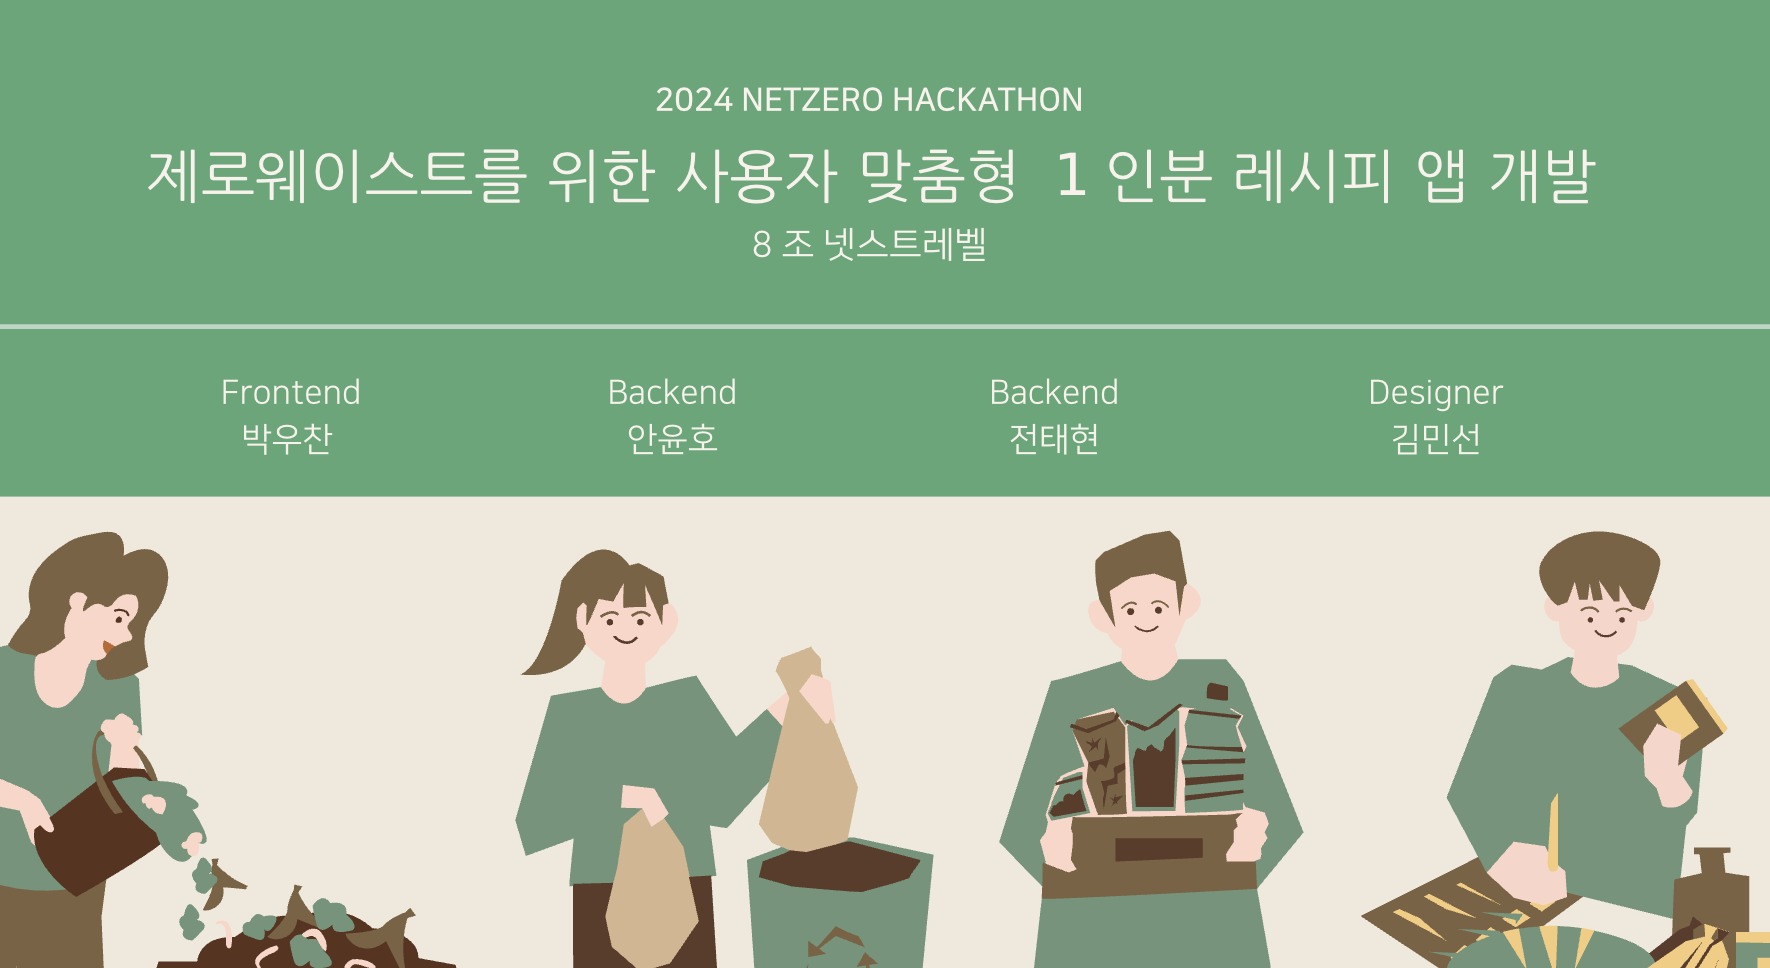 2024 NETZERO HACKATHON
제로웨이스트를 위한 사용자 맞춤형 1 인분 레시피 앱 개발
8 조 넷스트레벨
Frontend
박우찬
Backend
안윤호
Backend
전태현
Designer
김민선